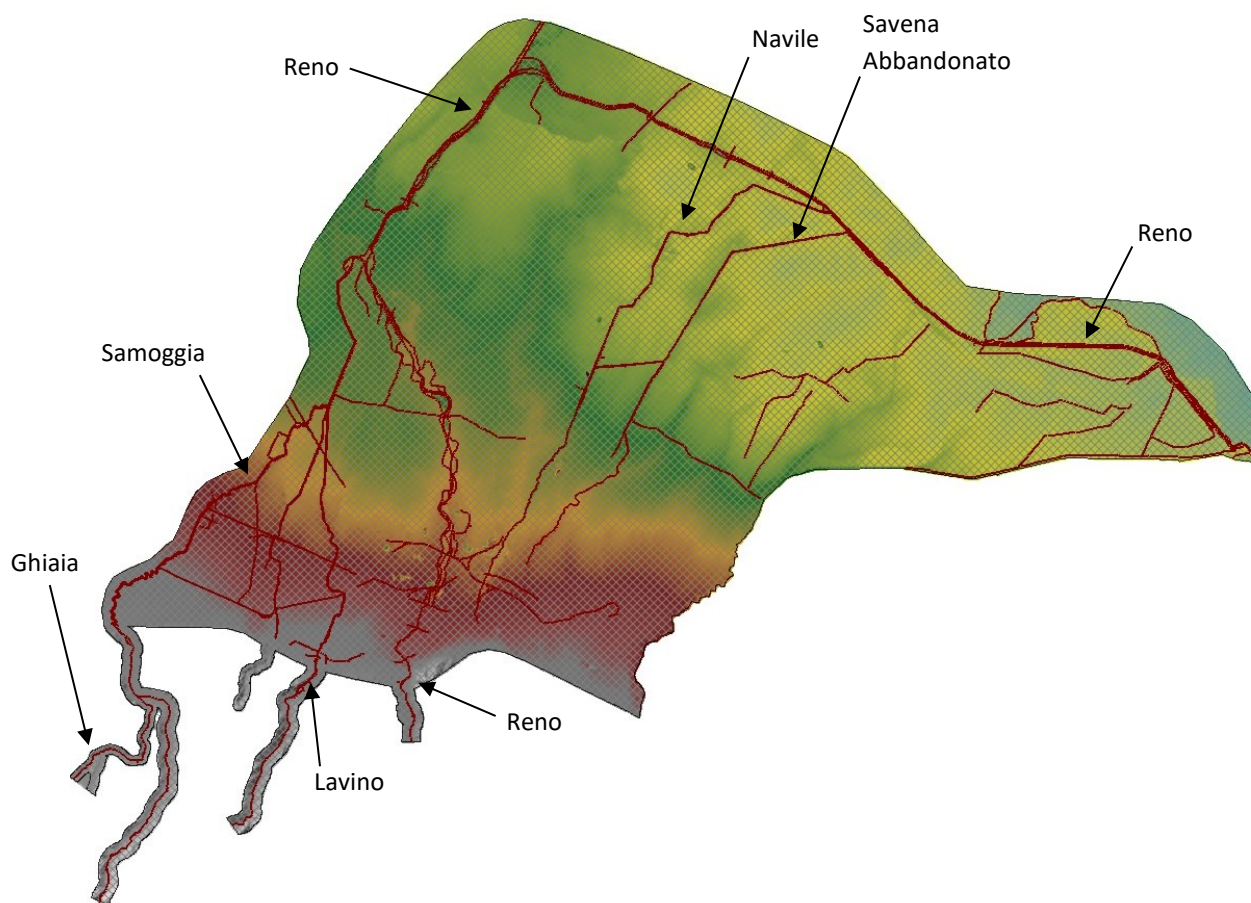 Savena
Navile
Abbandonato
Reno
Reno
Samoggia
Ghiaia
Reno
Lavino